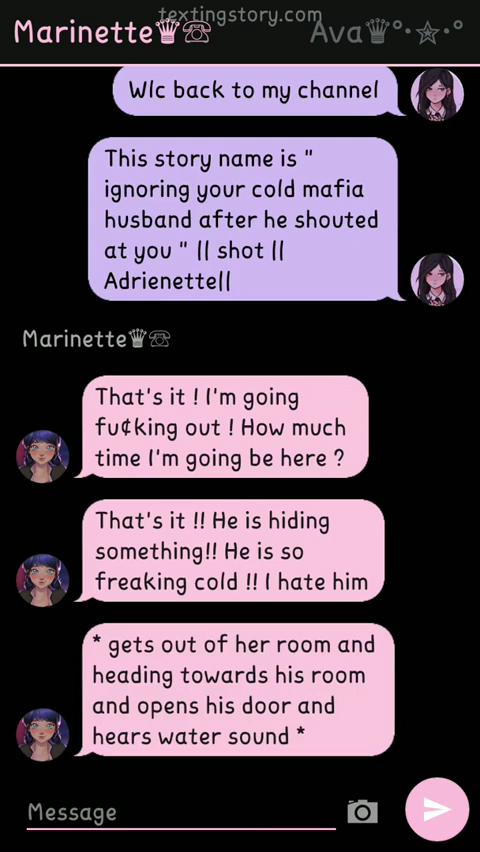 textingstory.com
Marinette♛☏ Ava♛°·☆·°
Wlc back to my channel
This story name is "
ignoring your cold mafia
husband after he shouted
at you " || shot ||
Adrienette||
Marinette♛☏
That's it ! I'm going
fu¢king out ! How much
time I'm going be here ?
That's it !! He is hiding
something!! He is so
freaking cold !! I hate him
* gets out of her room and
heading towards his room
and opens his door and
hears water sound *
Message